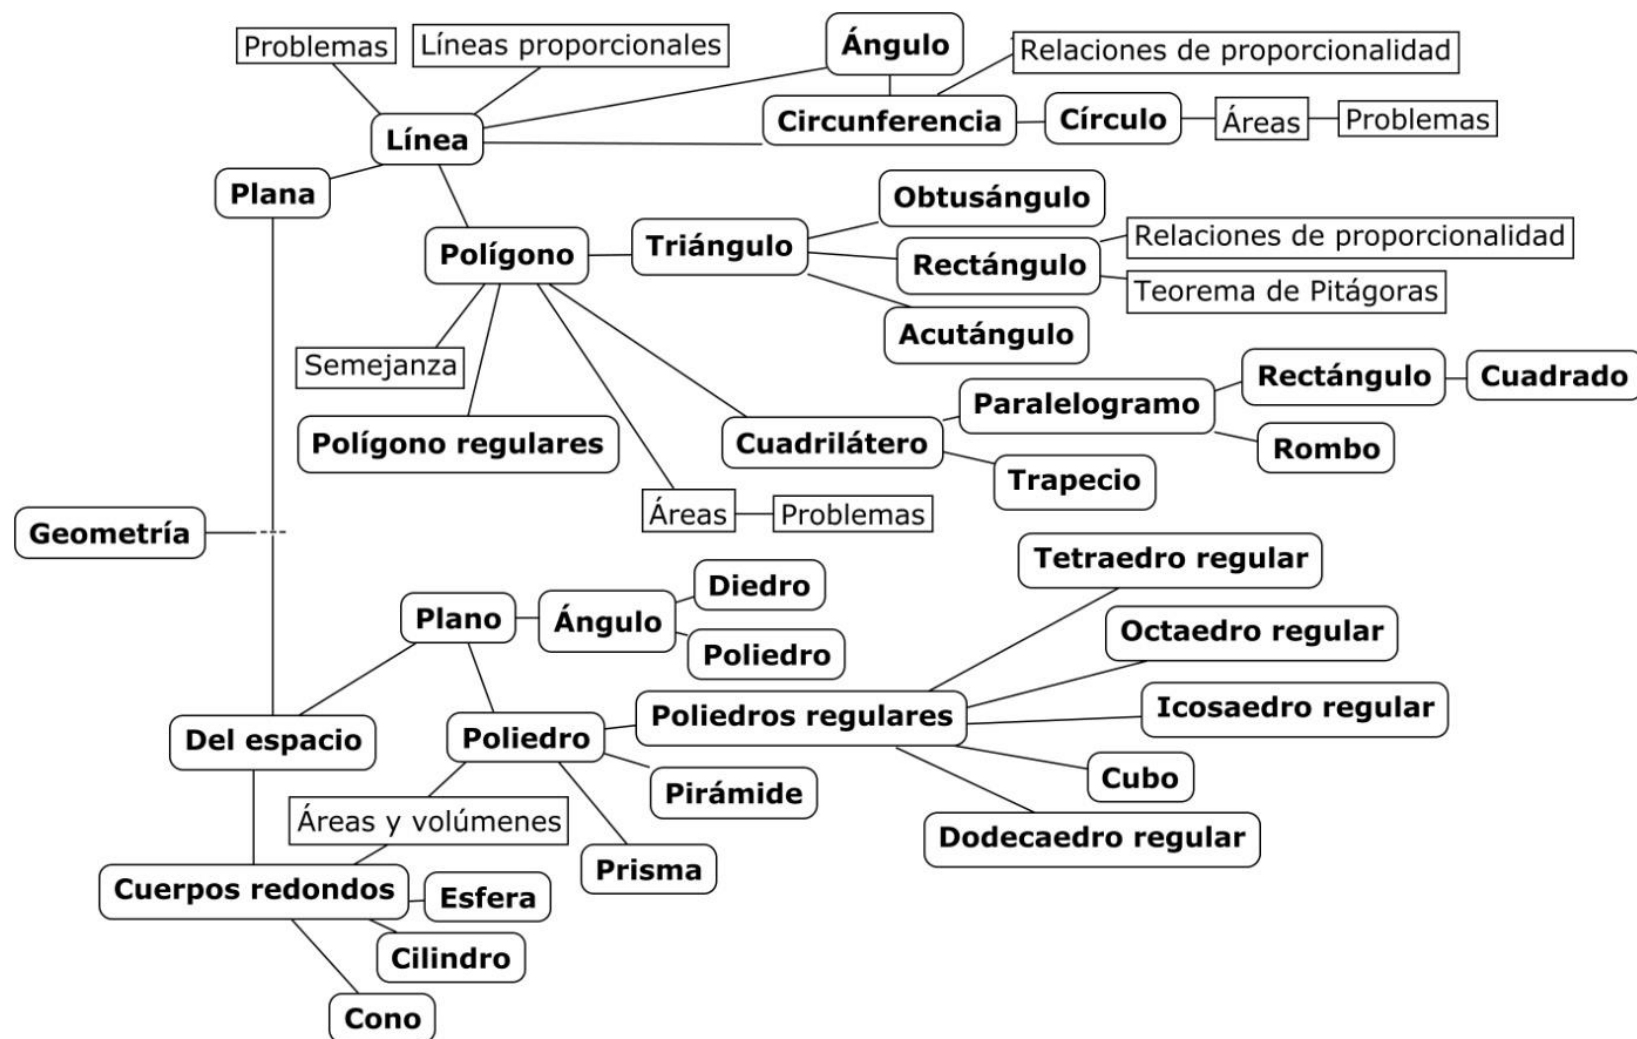 Problemas
Líneas proporcionales
Ángulo
Relaciones de proporcionalidad
Línea
Circunferencia
Círculo
Áreas
Problemas
Plana
Obtusángulo
Polígono
Triángulo
Rectángulo
Relaciones de proporcionalidad
Teorema de Pitágoras
Acutángulo
Semejanza
Polígono regulares
Cuadrilátero
Paralelogramo
Rectángulo
Cuadrado
Rombo
Trapecio
Áreas
Problemas
Geometría
Plano
Ángulo
Diedro
Poliedro
Tetraedro regular
Octaedro regular
Icosaedro regular
Del espacio
Poliedro
Poliedros regulares
Cubo
Pirámide
Dodecaedro regular
Áreas y volúmenes
Prisma
Cuerpos redondos
Esfera
Cilindro
Cono